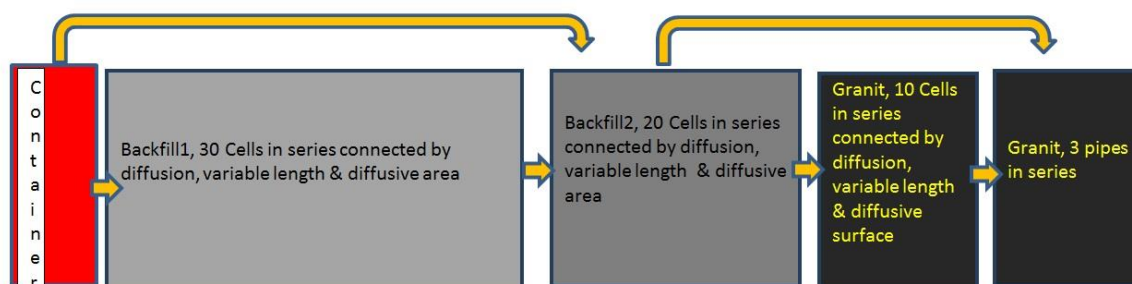 C
o
n
t
a
i
n
e
r
Backfill1, 30 Cells in series connected by
diffusion, variable length & diffusive area
Backfill2, 20 Cells in series
connected by diffusion,
variable length & diffusive
area
Granit, 10 Cells
in series
connected by
diffusion,
variable length
& diffusive
surface
Granit, 3 pipes
in series